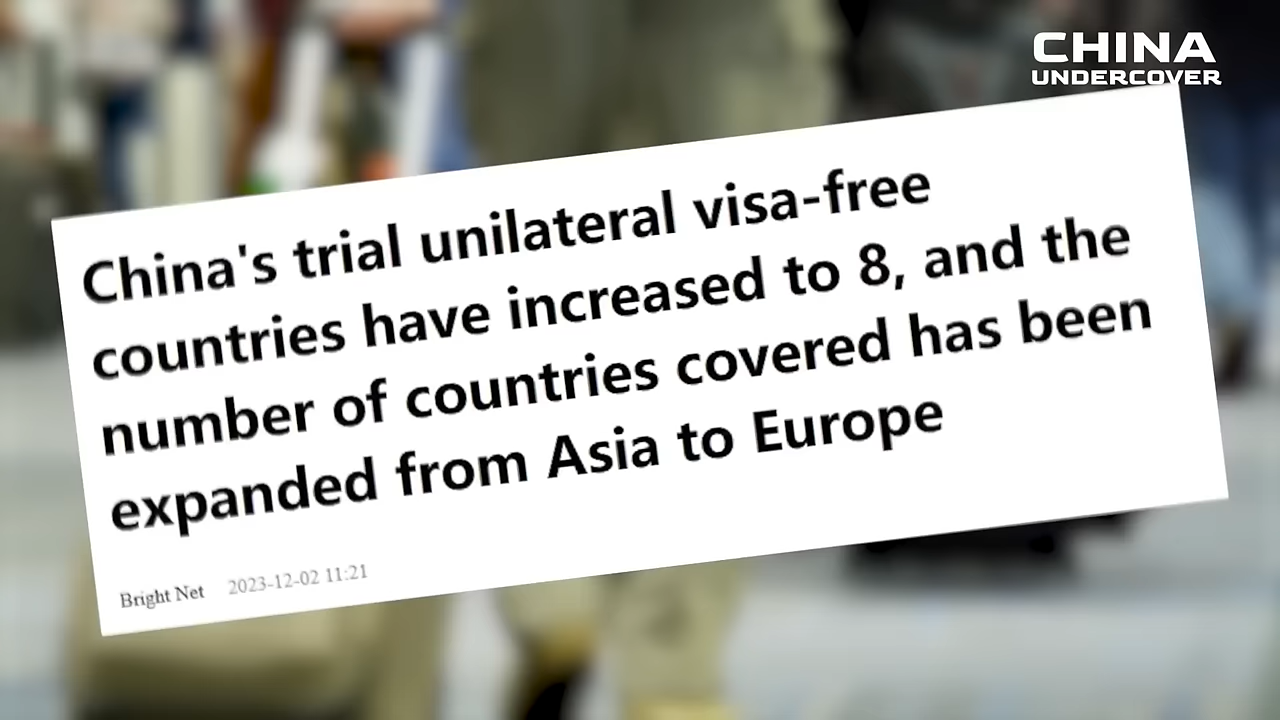 CHINA
UNDERCOVER
China's trial unilateral visa-free
countries have increased to 8, and the
number of countries covered has been
expanded from Asia to Europe
Bright Net 2023-12-02 11:21